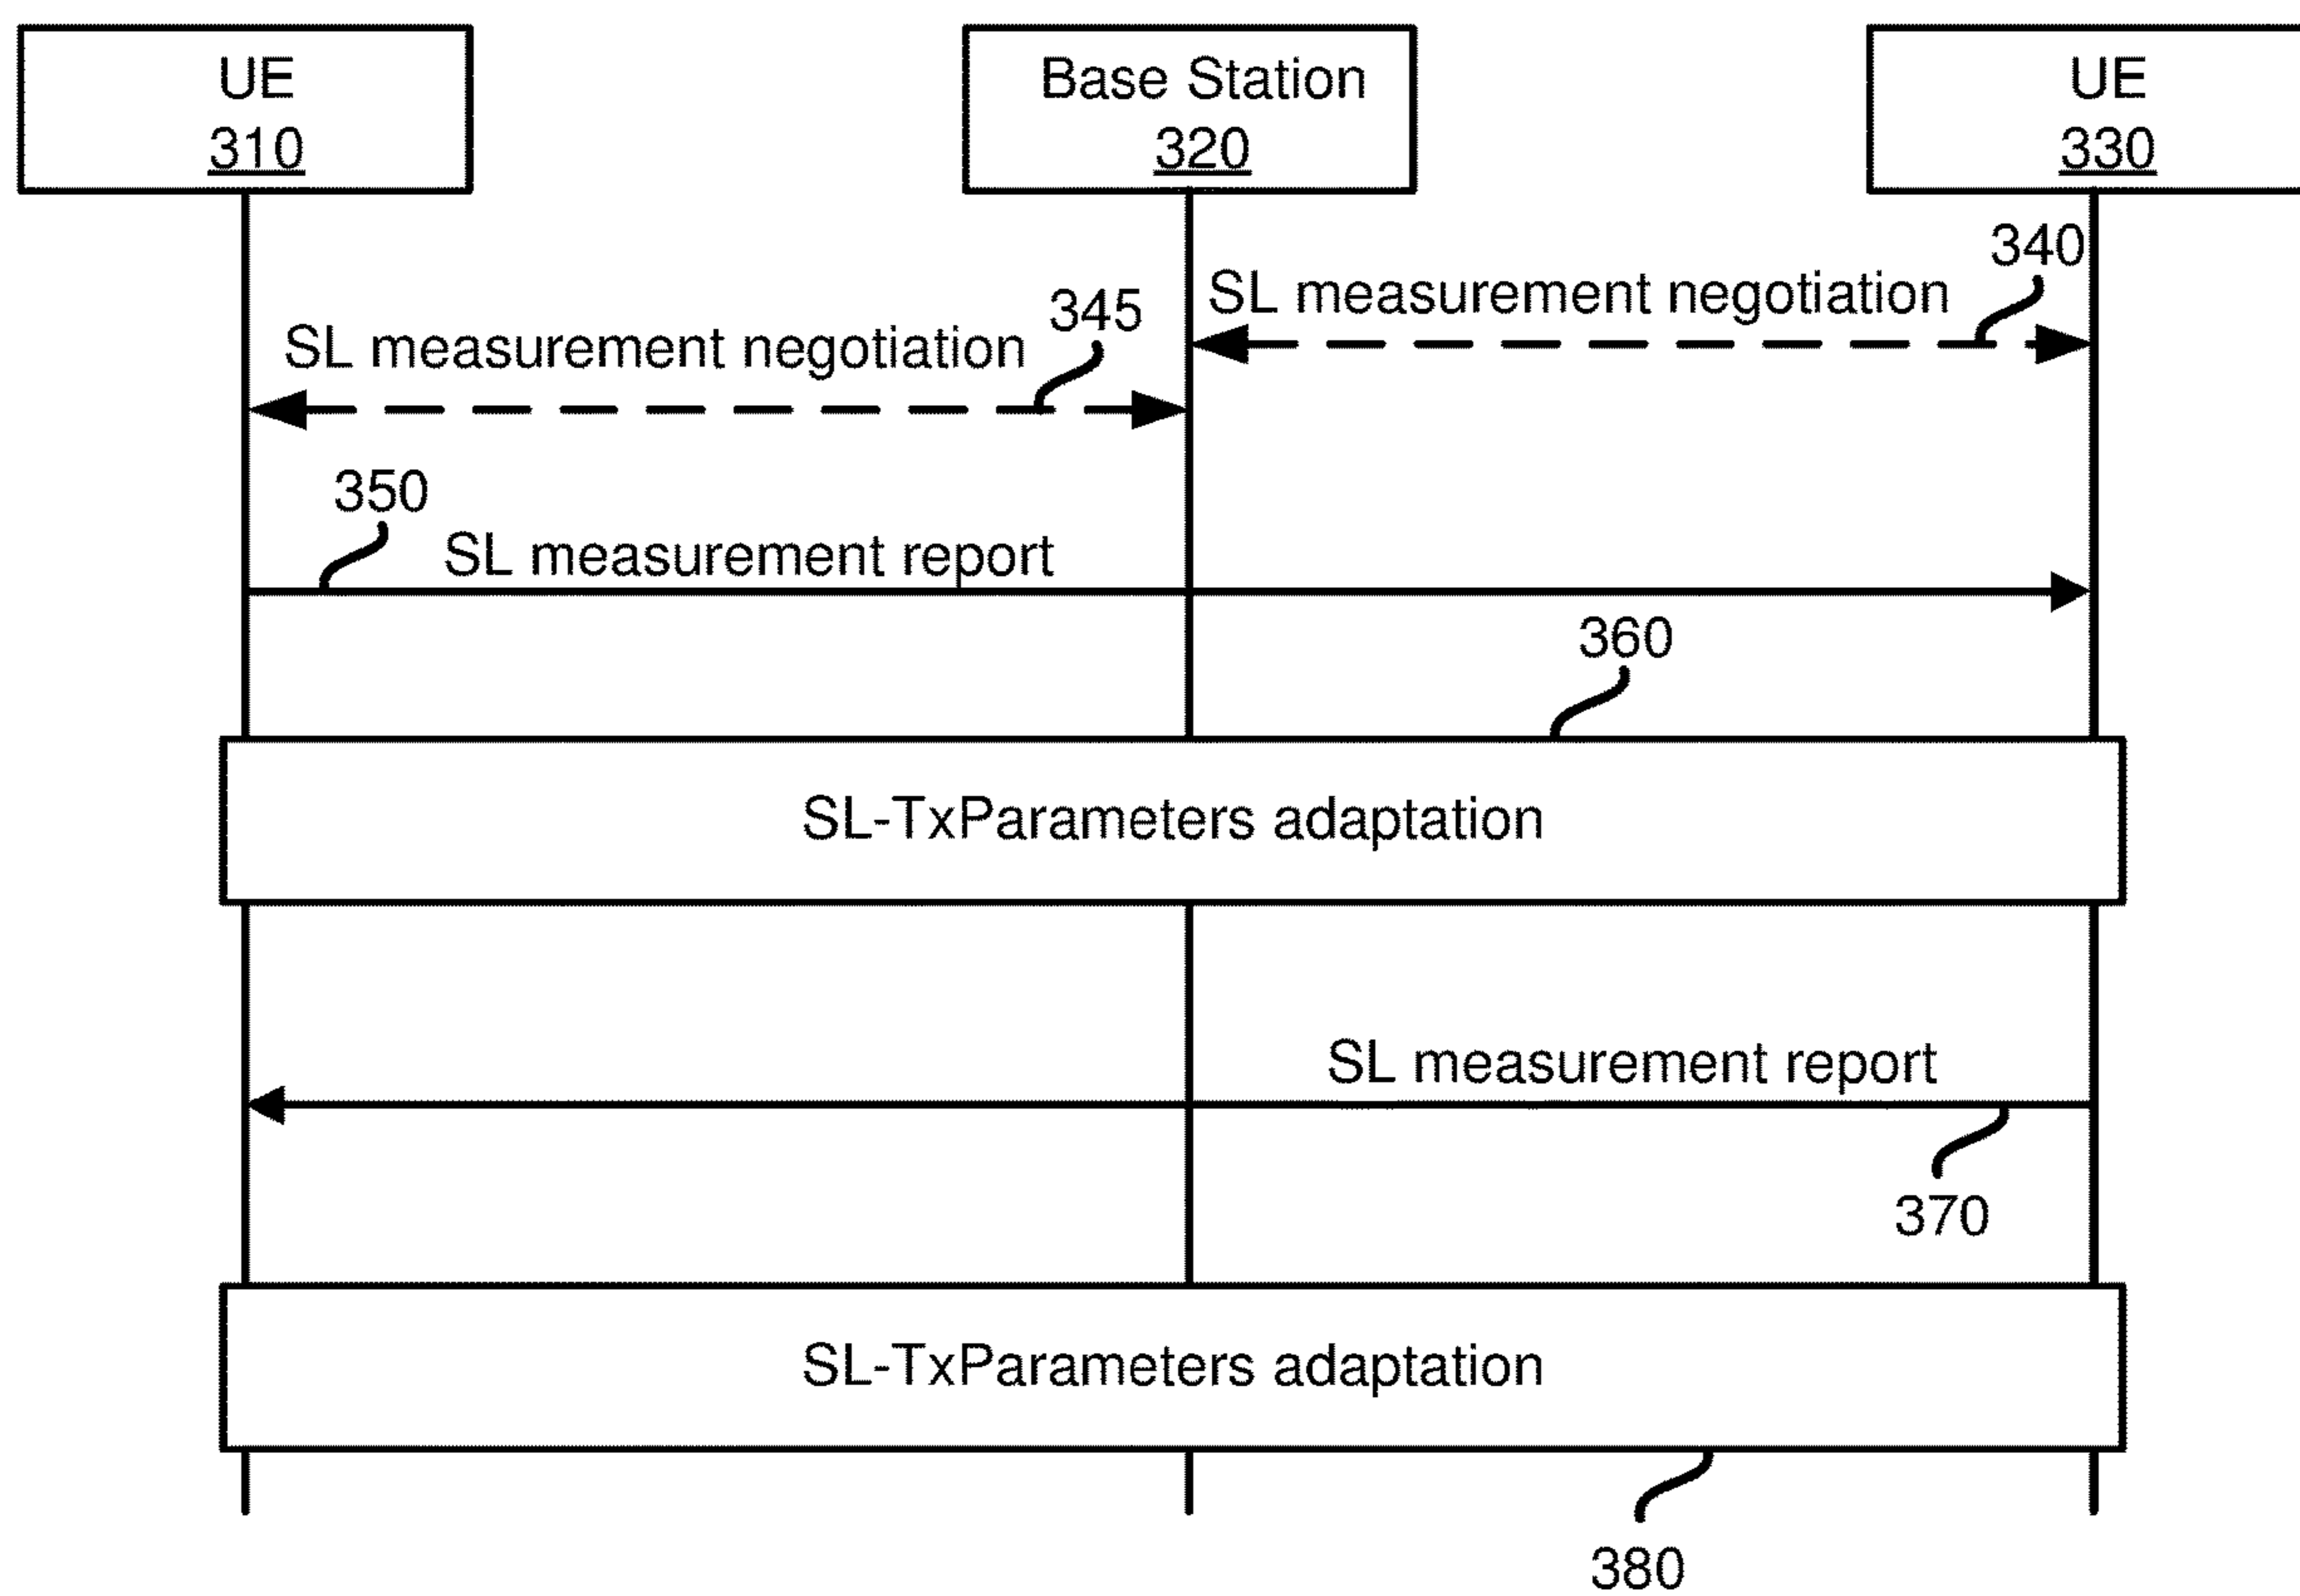 UE
310
Base Station
320
UE
330
340
SL measurement negotiation
345
SL measurement negotiation
350
SL measurement report
360
SL-TxParameters adaptation
SL measurement report
370
SL-TxParameters adaptation
380